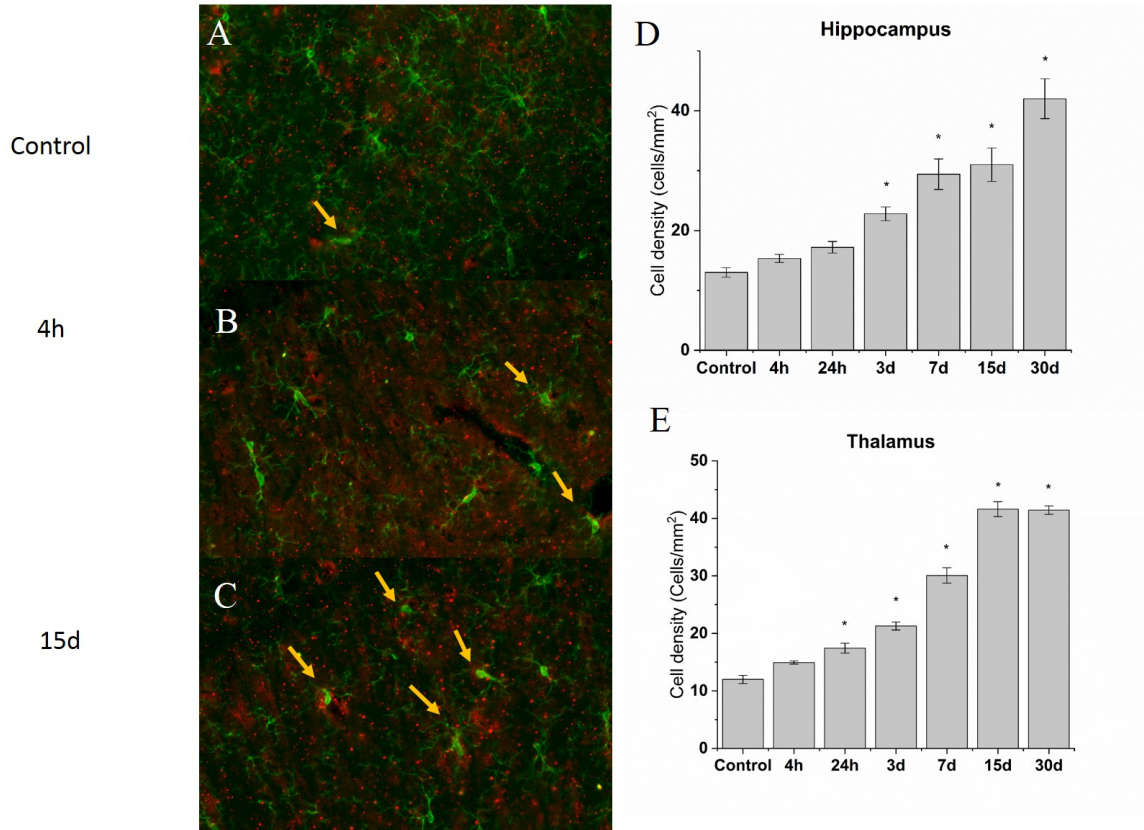 Control
4h
15d
A
B
C
D
Hippocampus
Cell density (cells/mm²)
40
20
0
* * * *
Control 4h 24h 3d 7d 15d 30d
E
Thalamus
Cell density (Cells/mm²)
50
40
30
20
10
0
* * * * *
Control 4h 24h 3d 7d 15d 30d